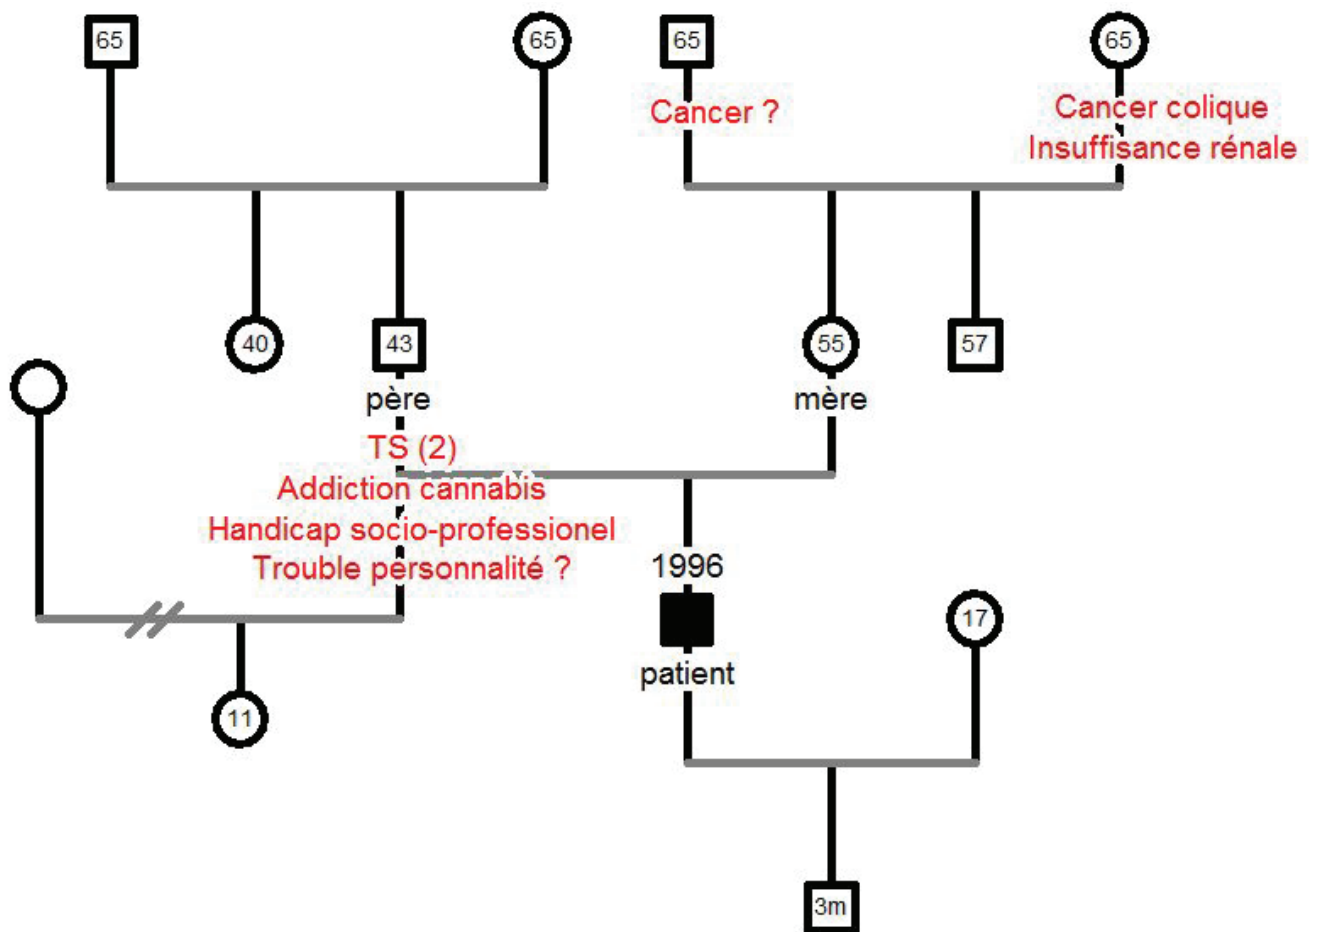 65
65
65
65
Cancer ?
Cancer colique
Insuffisance rénale
40
43
55
57
père
mère
TS (2)
Addiction cannabis
Handicap socio-professionel
Trouble personnalité ?
1996
17
patient
11
3m